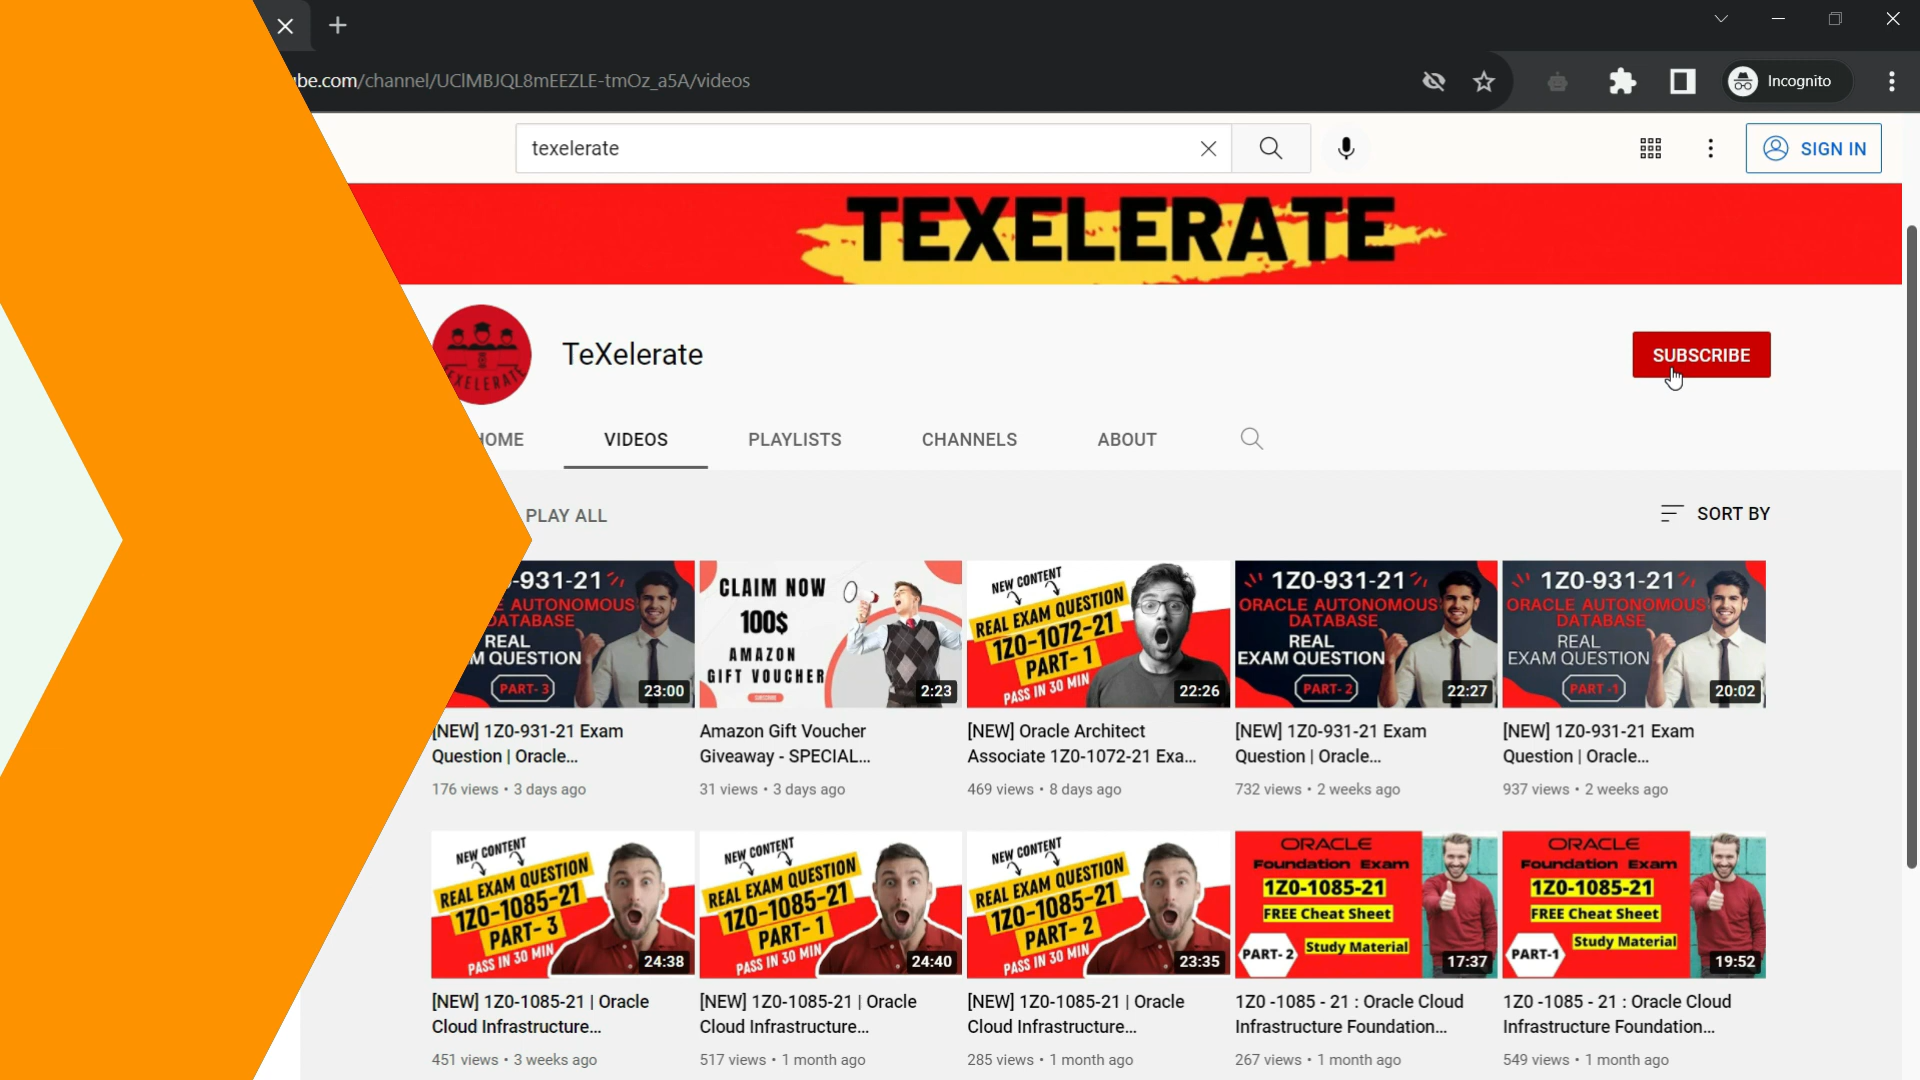 be.com/channel/UClMBJQL8mEEZLE-tmOz_a5A/videos
Incognito
texelerate
SIGN IN
TEXELERATE
TeXelerate
SUBSCRIBE
HOME VIDEOS PLAYLISTS CHANNELS ABOUT
PLAY ALL
SORT BY
-931-21
AUTONOMOUS
DATABASE
REAL
M QUESTION
PART- 3
23:00
CLAIM NOW
100$
AMAZON
GIFT VOUCHER
SUBSCRIBE
2:23
NEW CONTENT
REAL EXAM QUESTION
1Z0-1072-21
PART- 1
PASS IN 30 MIN
22:26
1Z0-931-21
ORACLE AUTONOMOUS
DATABASE
REAL
EXAM QUESTION
PART- 2
22:27
1Z0-931-21
ORACLE AUTONOMOUS
DATABASE
REAL
EXAM QUESTION
PART -1
20:02
[NEW] 1Z0-931-21 Exam
Question | Oracle...
176 views • 3 days ago
Amazon Gift Voucher
Giveaway - SPECIAL...
31 views • 3 days ago
[NEW] Oracle Architect
Associate 1Z0-1072-21 Exa...
469 views • 8 days ago
[NEW] 1Z0-931-21 Exam
Question | Oracle...
732 views • 2 weeks ago
[NEW] 1Z0-931-21 Exam
Question | Oracle...
937 views • 2 weeks ago
NEW CONTENT
REAL EXAM QUESTION
1Z0-1085-21
PART- 3
PASS IN 30 MIN
24:38
NEW CONTENT
REAL EXAM QUESTION
1Z0-1085-21
PART- 1
PASS IN 30 MIN
24:40
NEW CONTENT
REAL EXAM QUESTION
1Z0-1085-21
PART- 2
PASS IN 30 MIN
23:35
ORACLE
Foundation Exam
1Z0-1085-21
FREE Cheat Sheet
PART- 2 Study Material
17:37
ORACLE
Foundation Exam
1Z0-1085-21
FREE Cheat Sheet
PART-1 Study Material
19:52
[NEW] 1Z0-1085-21 | Oracle
Cloud Infrastructure...
451 views • 3 weeks ago
[NEW] 1Z0-1085-21 | Oracle
Cloud Infrastructure...
517 views • 1 month ago
[NEW] 1Z0-1085-21 | Oracle
Cloud Infrastructure...
285 views • 1 month ago
1Z0 -1085 - 21 : Oracle Cloud
Infrastructure Foundation...
267 views • 1 month ago
1Z0 -1085 - 21 : Oracle Cloud
Infrastructure Foundation...
549 views • 1 month ago